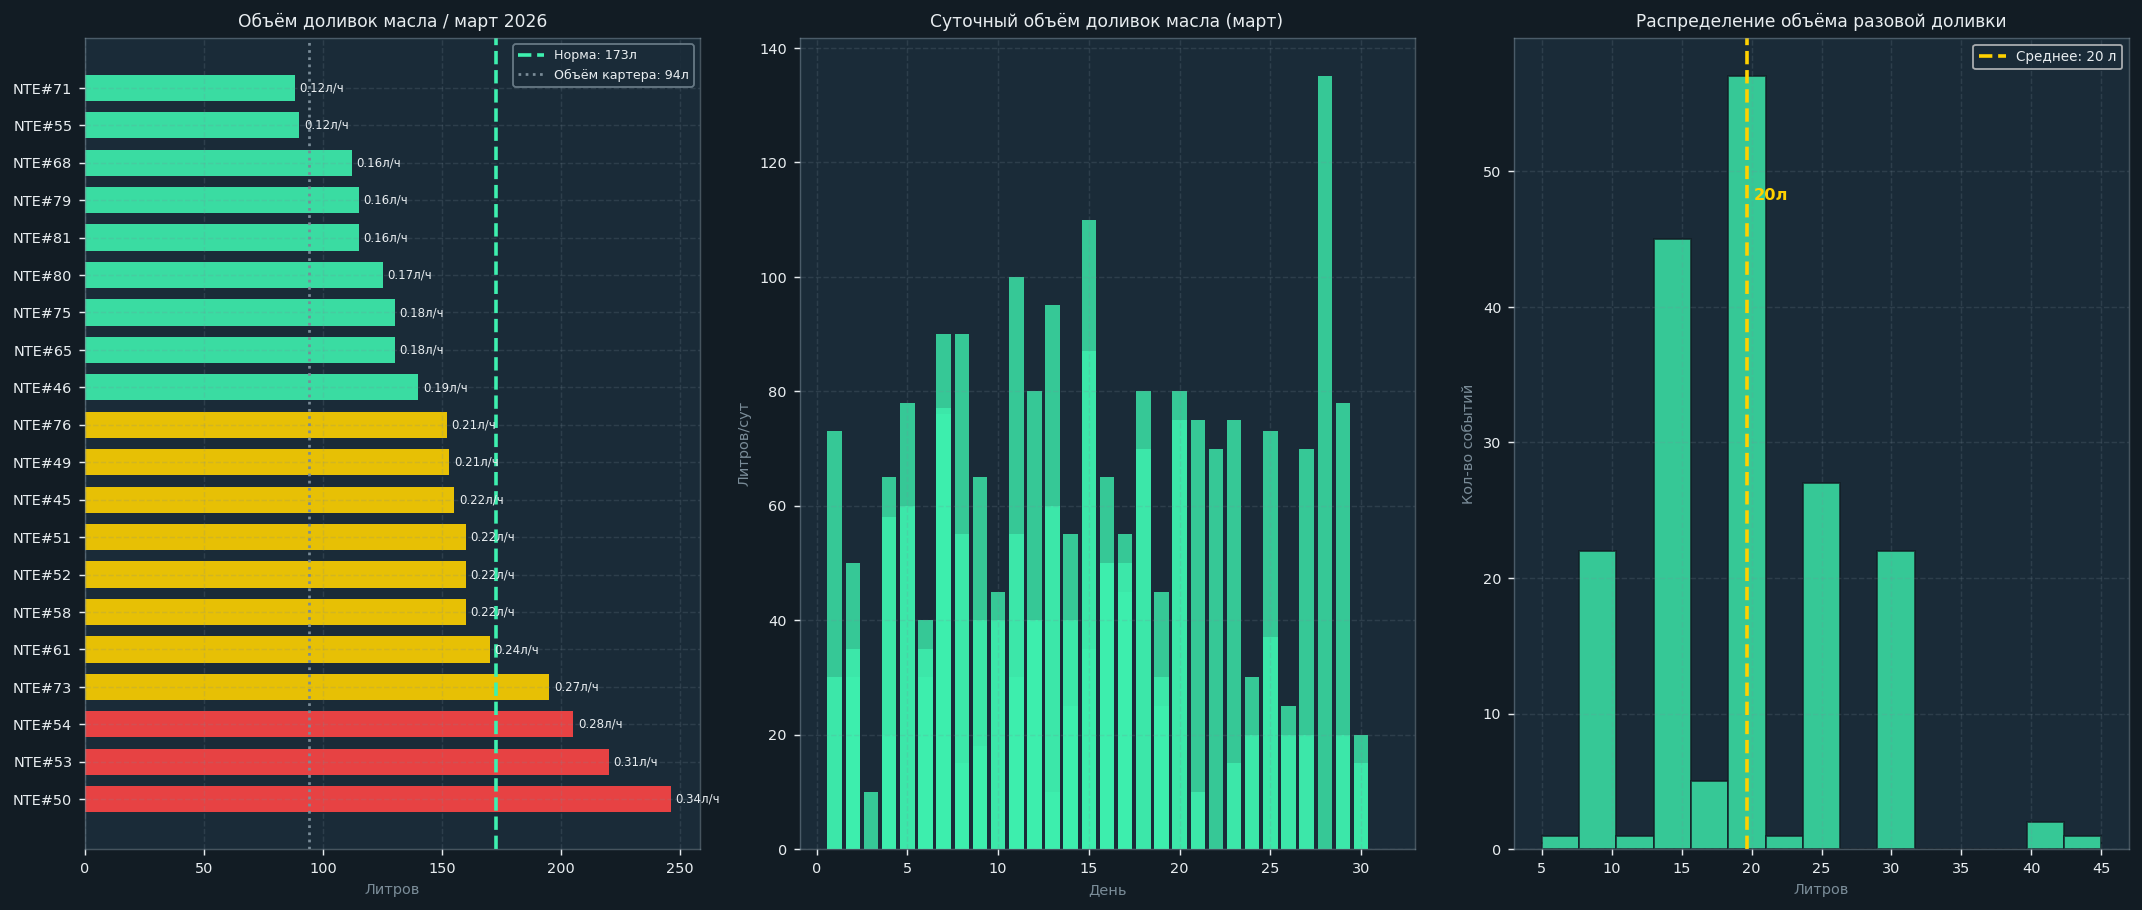 Объём доливок масла / март 2026
Норма: 173л
Объём картера: 94л
NTE#71 0.12л/ч
NTE#55 0.12л/ч
NTE#68 0.16л/ч
NTE#79 0.16л/ч
NTE#81 0.16л/ч
NTE#80 0.17л/ч
NTE#75 0.18л/ч
NTE#65 0.18л/ч
NTE#46 0.19л/ч
NTE#76 0.21л/ч
NTE#49 0.21л/ч
NTE#45 0.22л/ч
NTE#51 0.22л/ч
NTE#52 0.22л/ч
NTE#58 0.22л/ч
NTE#61 0.24л/ч
NTE#73 0.27л/ч
NTE#54 0.28л/ч
NTE#53 0.31л/ч
NTE#50 0.34л/ч
0 50 100 150 200 250
Литров
Суточный объём доливок масла (март)
Литров/сут
140
120
100
80
60
40
20
0
0 5 10 15 20 25 30
День
Распределение объёма разовой доливки
Среднее: 20 л
20л
Кол-во событий
50
40
30
20
10
0
5 10 15 20 25 30 35 40 45
Литров